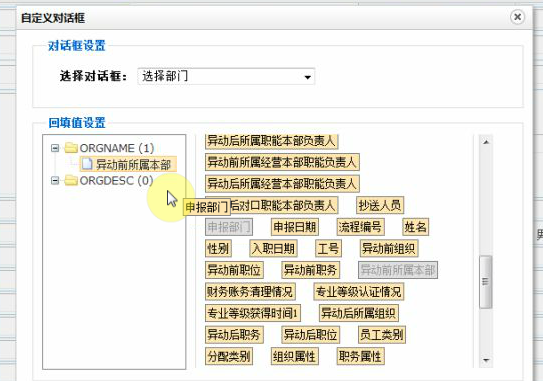 自定义对话框
对话框设置
选择对话框： 选择部门
回填值设置
ORGNAME (1)
异动前所属本部
ORGDESC (0)
申报部门
异动后所属职能本部负责人
异动前所属经营本部职能负责人
异动后所属经营本部职能负责人
后对口职能本部负责人 抄送人员
申报部门 申报日期 流程编号 姓名
性别 入职日期 工号 异动前组织
异动前职位 异动前职务 异动前所属本部
财务账务清理情况 专业等级认证情况
专业等级获得时间1 异动后所属组织
异动后职务 异动后职位 员工类别
分配类别 组织属性 职务属性